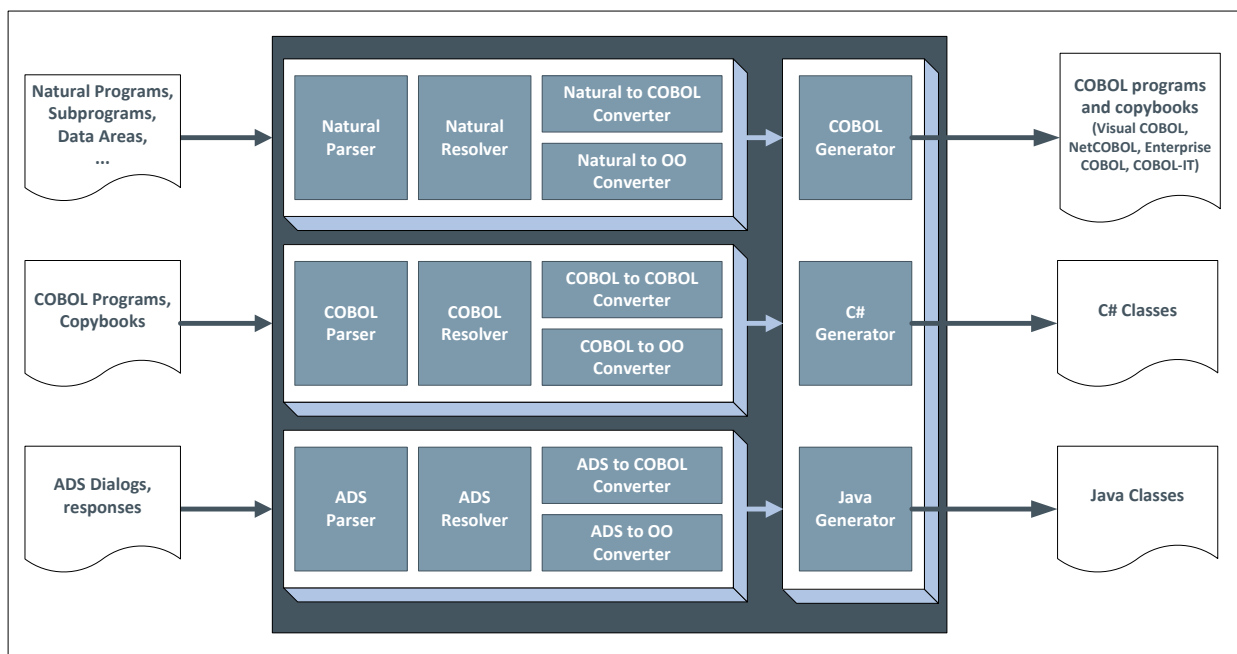 Natural Programs,
Subprograms,
Data Areas,
...
Natural
Parser
Natural
Resolver
Natural to COBOL
Converter
Natural to OO
Converter
COBOL
Generator
COBOL programs
and copybooks
(Visual COBOL,
NetCOBOL, Enterprise
COBOL, COBOL-IT)
COBOL Programs,
Copybooks
COBOL
Parser
COBOL
Resolver
COBOL to COBOL
Converter
COBOL to OO
Converter
C#
Generator
C# Classes
ADS Dialogs,
responses
ADS
Parser
ADS
Resolver
ADS to COBOL
Converter
ADS to OO
Converter
Java
Generator
Java Classes